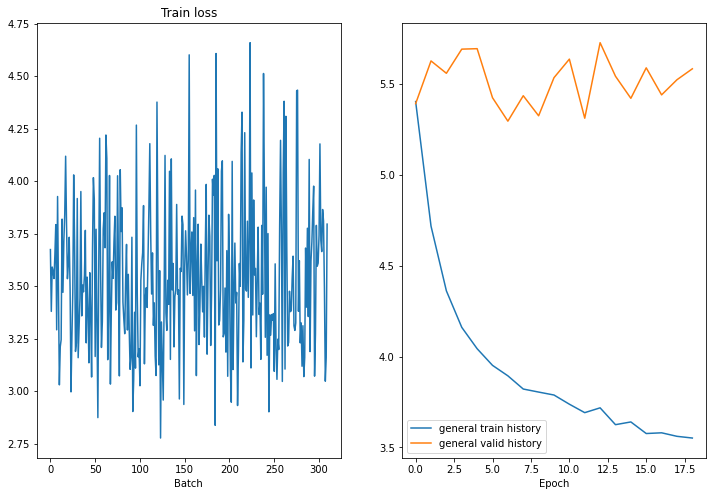 Train loss
4.75
4.50
4.25
4.00
3.75
3.50
3.25
3.00
2.75
0 50 100 150 200 250 300
Batch
5.5
5.0
4.5
4.0
3.5
general train history
general valid history
0.0 2.5 5.0 7.5 10.0 12.5 15.0 17.5
Epoch